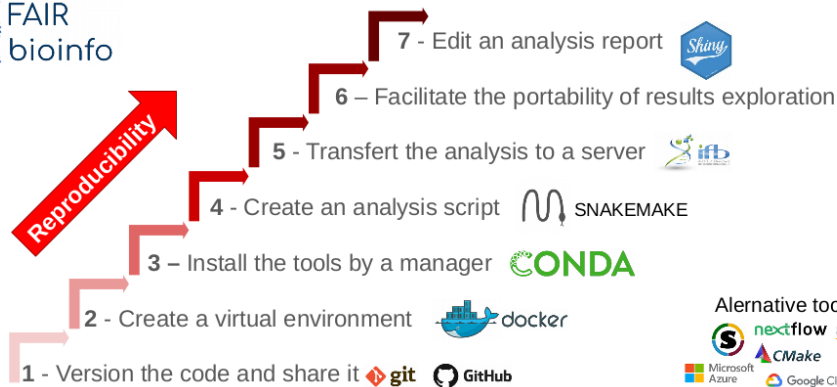 FAIR
bioinfo
7 - Edit an analysis report Shiny
6 – Facilitate the portability of results exploration
5 - Transfert the analysis to a server ifb
4 - Create an analysis script SNAKEMAKE
3 – Install the tools by a manager CONDA
2 - Create a virtual environment docker
1 - Version the code and share it git GitHub
Reproducibility
Alernative too
nextflow
CMake
Microsoft
Azure
Google Cl